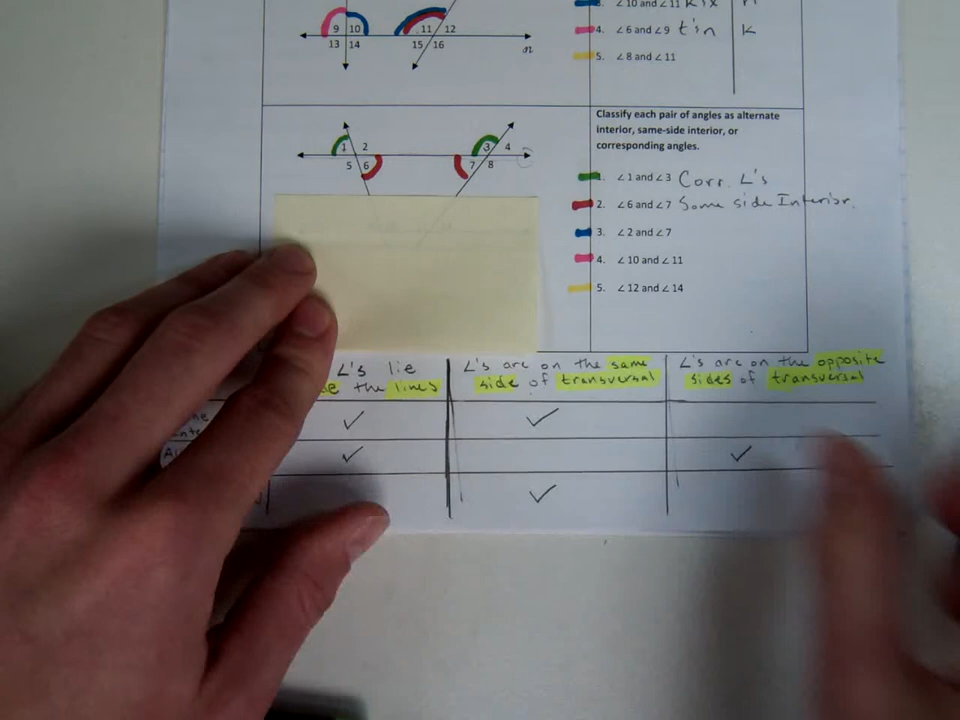 3. ∠10 and ∠11
9 10 11 12
4. ∠6 and ∠9 t's n k
13 14 15 16 n
5. ∠8 and ∠11
Classify each pair of angles as alternate
interior, same-side interior, or
corresponding angles.
1 2 3 4
5 6 7 8
1. ∠1 and ∠3 Corr. ∠'s
2. ∠6 and ∠7 Same side Interior.
3. ∠2 and ∠7
4. ∠10 and ∠11
5. ∠12 and ∠14
∠'s lie
the lines
∠'s are on the same
side of transversal
∠'s are on the opposite
sides of transversal